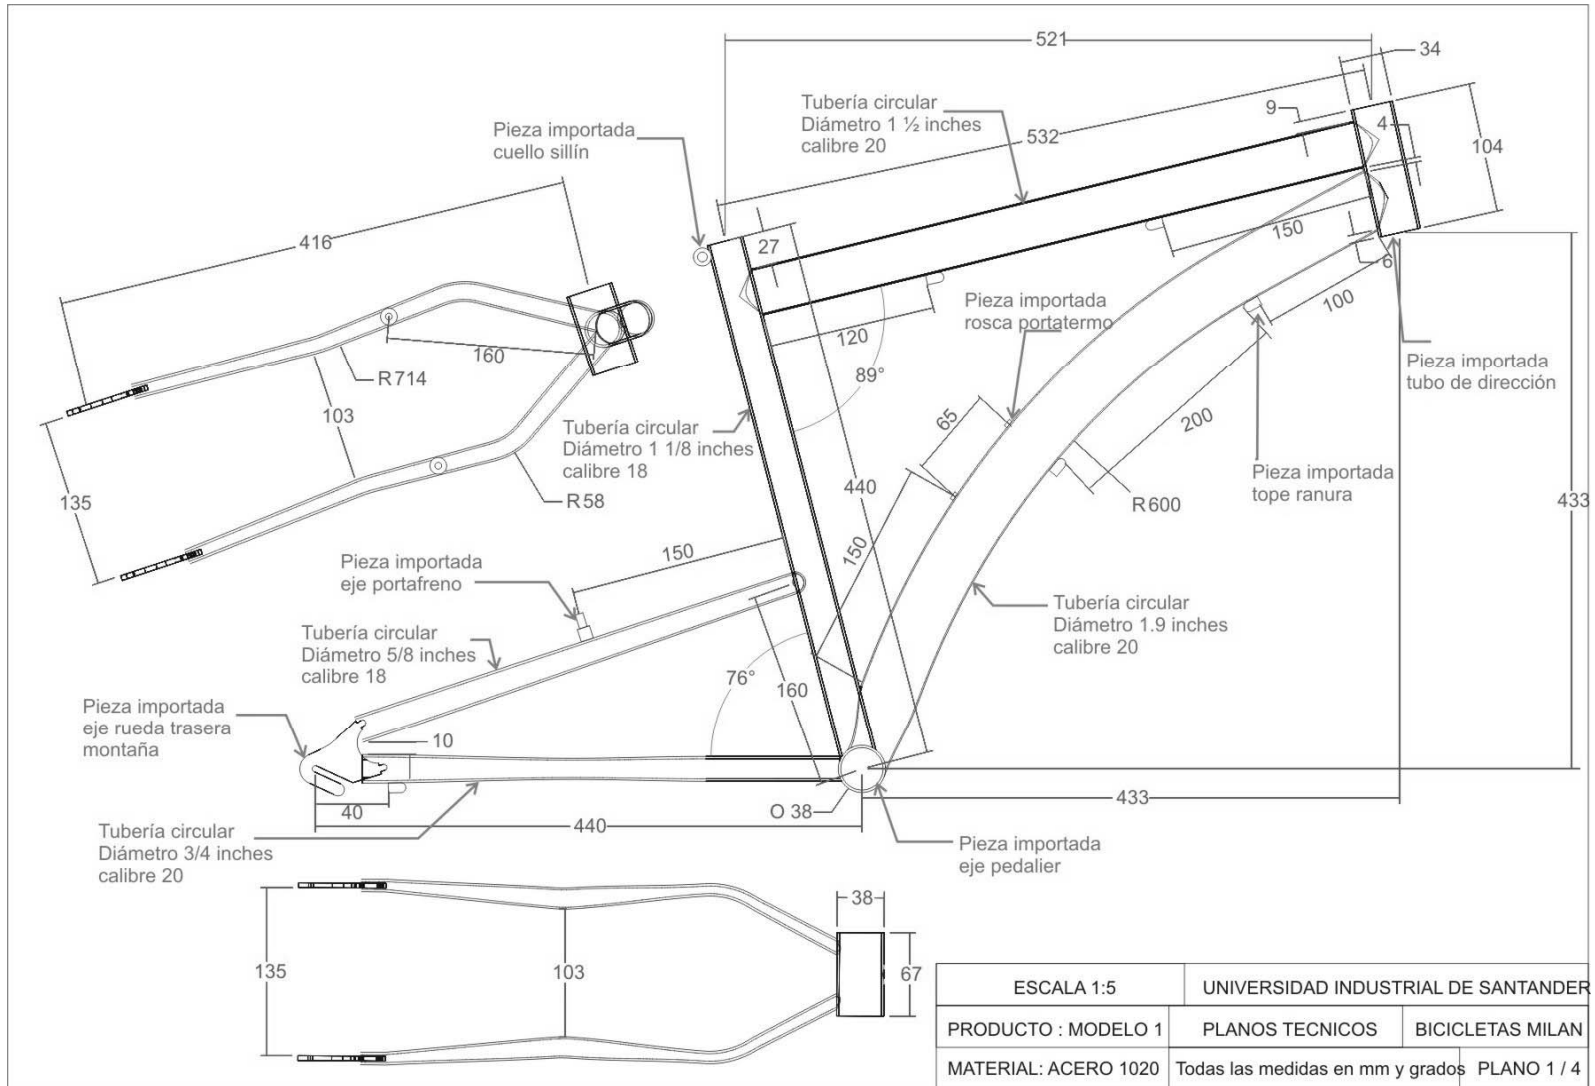 521
34
Tubería circular
Diámetro 1 ½ inches
calibre 20
9
4
104
Pieza importada
cuello sillín
532
416
27
150
6
Pieza importada
rosca portatermo
100
160
120
Pieza importada
tubo de dirección
R714
89°
103
65
200
Tubería circular
Diámetro 1 1/8 inches
calibre 18
Pieza importada
tope ranura
440
135
R58
R600
433
150
150
Pieza importada
eje portafreno
Tubería circular
Diámetro 1.9 inches
calibre 20
Tubería circular
Diámetro 5/8 inches
calibre 18
76°
160
Pieza importada
eje rueda trasera
montaña
10
40
O 38
433
440
Tubería circular
Diámetro 3/4 inches
calibre 20
Pieza importada
eje pedalier
38
135
103
67
ESCALA 1:5
UNIVERSIDAD INDUSTRIAL DE SANTANDER
PRODUCTO : MODELO 1
PLANOS TECNICOS
BICICLETAS MILAN
MATERIAL: ACERO 1020
Todas las medidas en mm y grados
PLANO 1 / 4